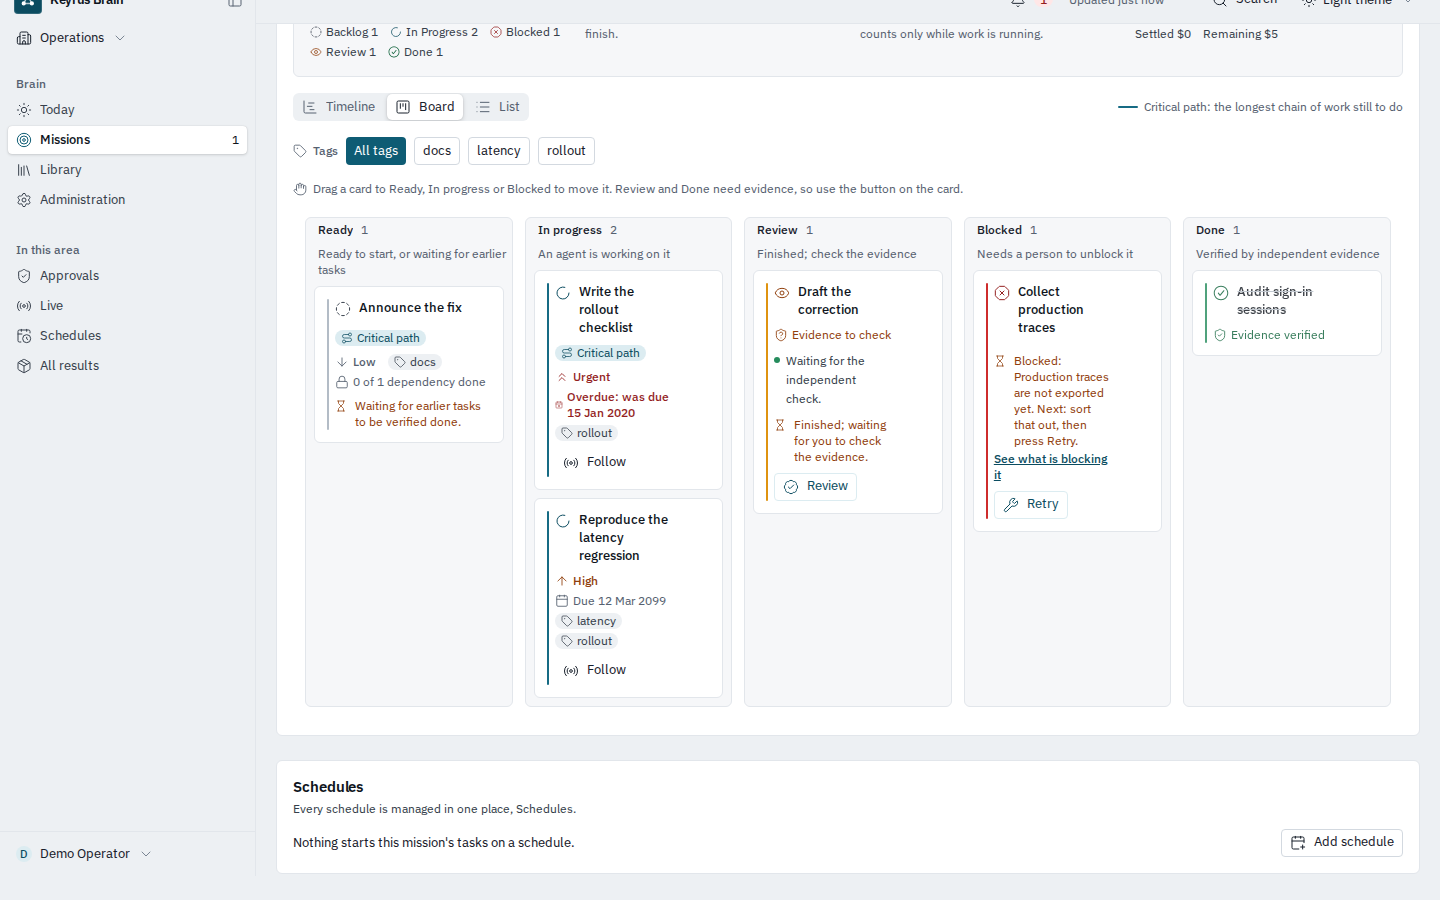 Keyrus Brain
1
Updated just now
Search
Light theme
Operations
Brain
Today
Missions 1
Library
Administration
In this area
Approvals
Live
Schedules
All results
D Demo Operator
Backlog 1 In Progress 2 Blocked 1
Review 1 Done 1
finish.
counts only while work is running.
Settled $0 Remaining $5
Timeline Board List
Critical path: the longest chain of work still to do
Tags All tags docs latency rollout
Drag a card to Ready, In progress or Blocked to move it. Review and Done need evidence, so use the button on the card.
Ready 1
Ready to start, or waiting for earlier
tasks
Announce the fix
Critical path
Low docs
0 of 1 dependency done
Waiting for earlier tasks
to be verified done.
In progress 2
An agent is working on it
Write the
rollout
checklist
Critical path
Urgent
Overdue: was due
15 Jan 2020
rollout
Follow
Reproduce the
latency
regression
High
Due 12 Mar 2099
latency
rollout
Follow
Review 1
Finished; check the evidence
Draft the
correction
Evidence to check
Waiting for the
independent
check.
Finished; waiting
for you to check
the evidence.
Review
Blocked 1
Needs a person to unblock it
Collect
production
traces
Blocked:
Production traces
are not exported
yet. Next: sort
that out, then
press Retry.
See what is blocking
it
Retry
Done 1
Verified by independent evidence
Audit sign-in
sessions
Evidence verified
Schedules
Every schedule is managed in one place, Schedules.
Nothing starts this mission's tasks on a schedule.
Add schedule